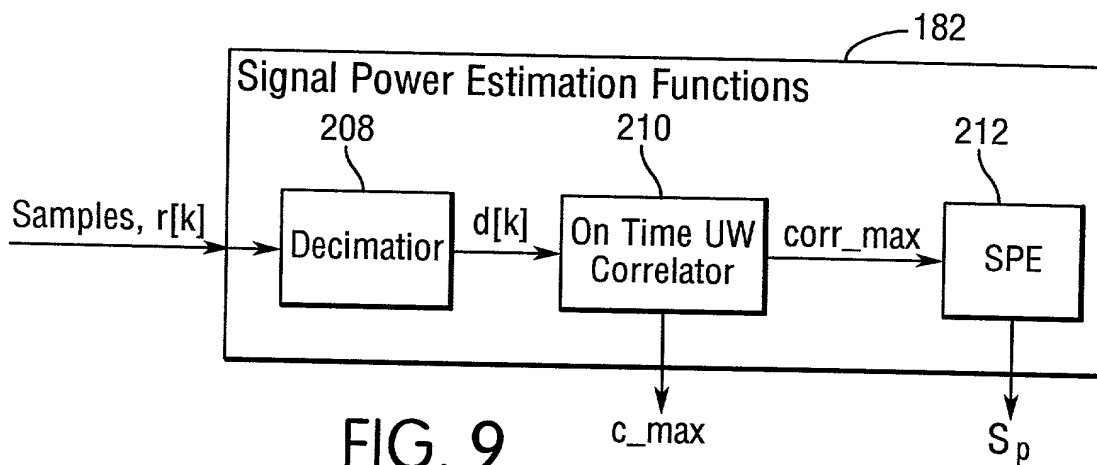 182
Signal Power Estimation Functions
208
210
212
Samples, r[k]
Decimatior
d[k]
On Time UW
Correlator
corr_max
SPE
c_max
Sp
FIG. 9